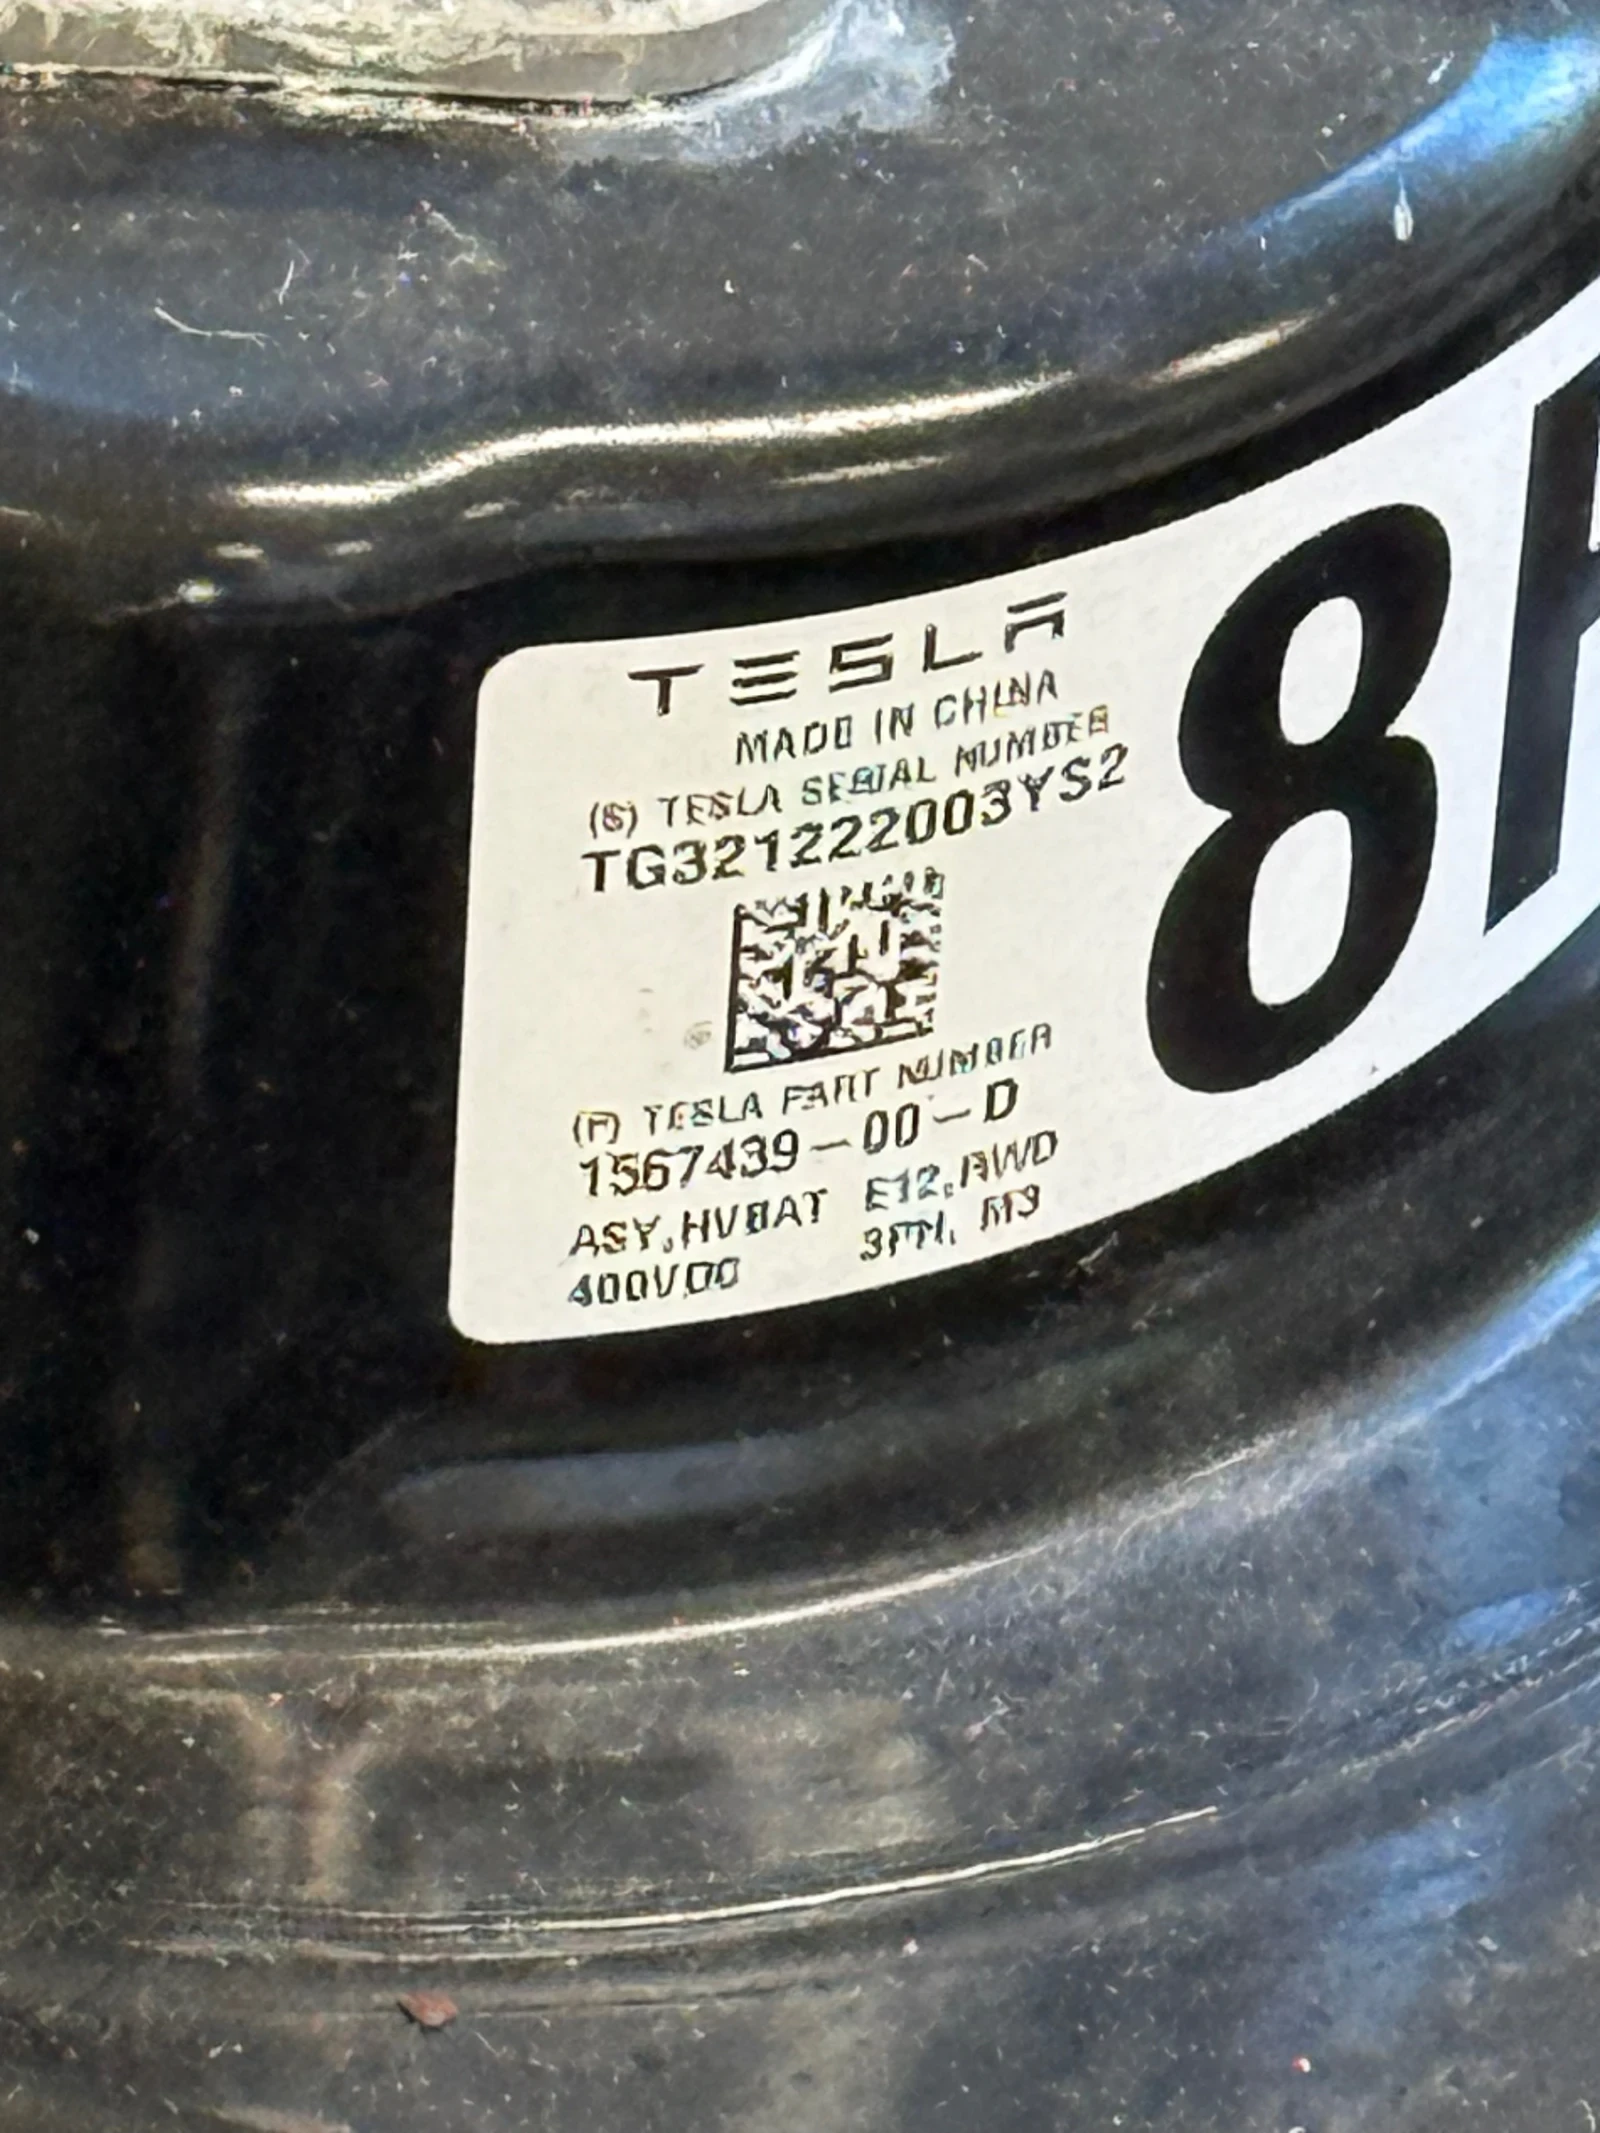 TESLA
MADE IN CHINA
(S) TESLA SERIAL NUMBER
TG321222003YS2
(P) TESLA PART NUMBER
1567439-00-D
ASY,HVBAT E12,AWD
400VDC 3PH, M3
8